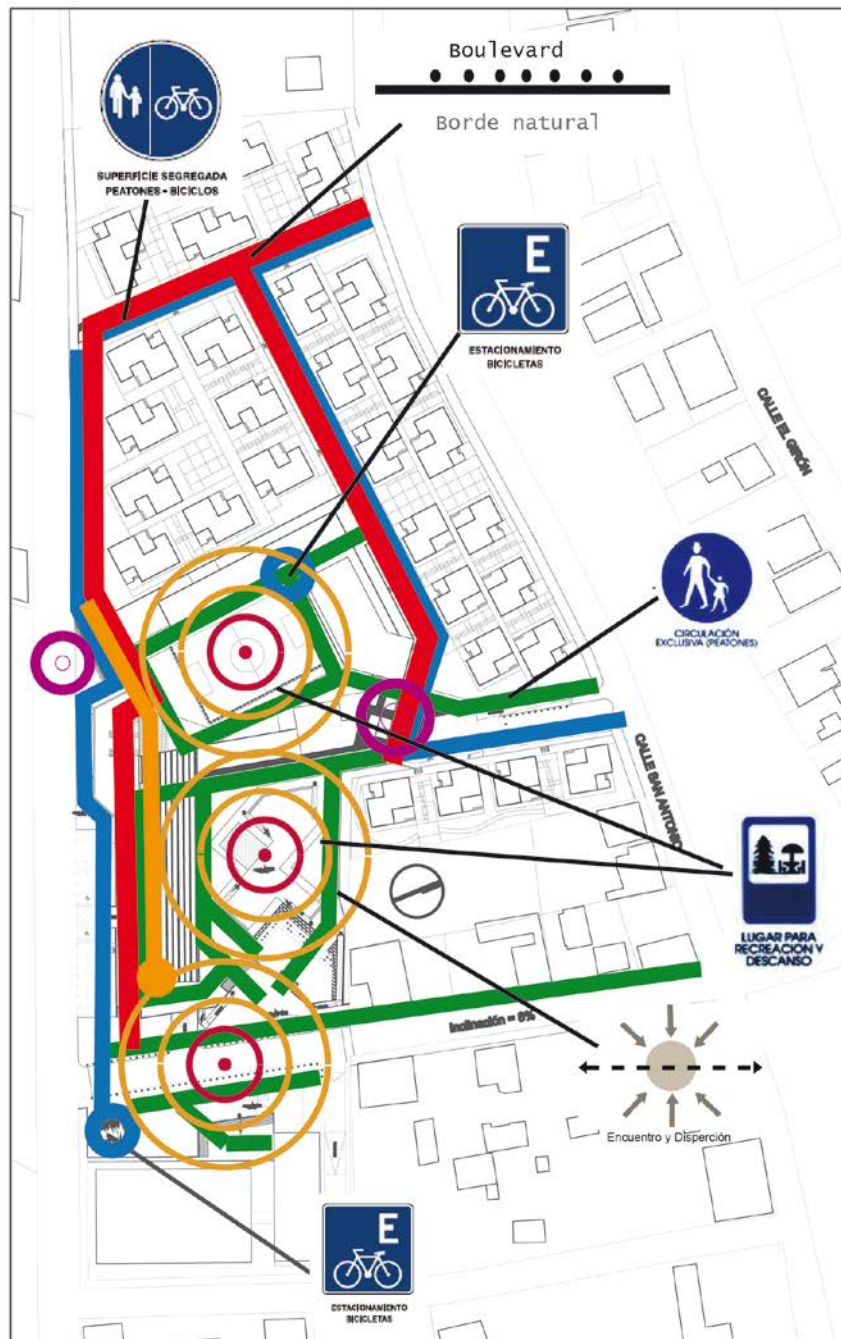 Boulevard
Borde natural
SUPERFICIE SEGREGADA
PEATONES - BICICLOS
E
ESTACIONAMIENTO
BICICLETAS
CALLE EL GIRÓN
CIRCULACIÓN
EXCLUSIVA (PEATONES)
CALLE SAN ANTONIO
LUGAR PARA
RECREACION Y
DESCANSO
Inclinación = 8%
Encuentro y Disperción
E
ESTACIONAMIENTO
BICICLETAS